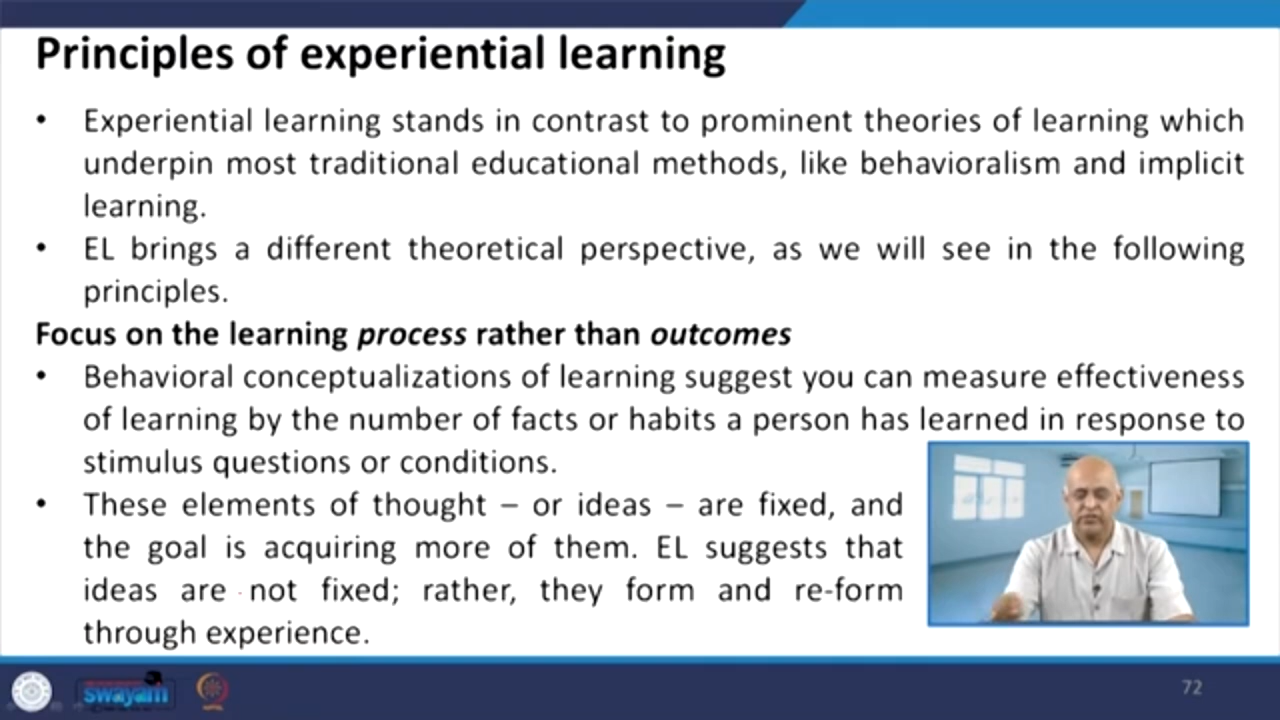 Principles of experiential learning
• Experiential learning stands in contrast to prominent theories of learning which
underpin most traditional educational methods, like behavioralism and implicit
learning.
• EL brings a different theoretical perspective, as we will see in the following
principles.
Focus on the learning process rather than outcomes
• Behavioral conceptualizations of learning suggest you can measure effectiveness
of learning by the number of facts or habits a person has learned in response to
stimulus questions or conditions.
• These elements of thought – or ideas – are fixed, and
the goal is acquiring more of them. EL suggests that
ideas are not fixed; rather, they form and re-form
through experience.
swayam
72